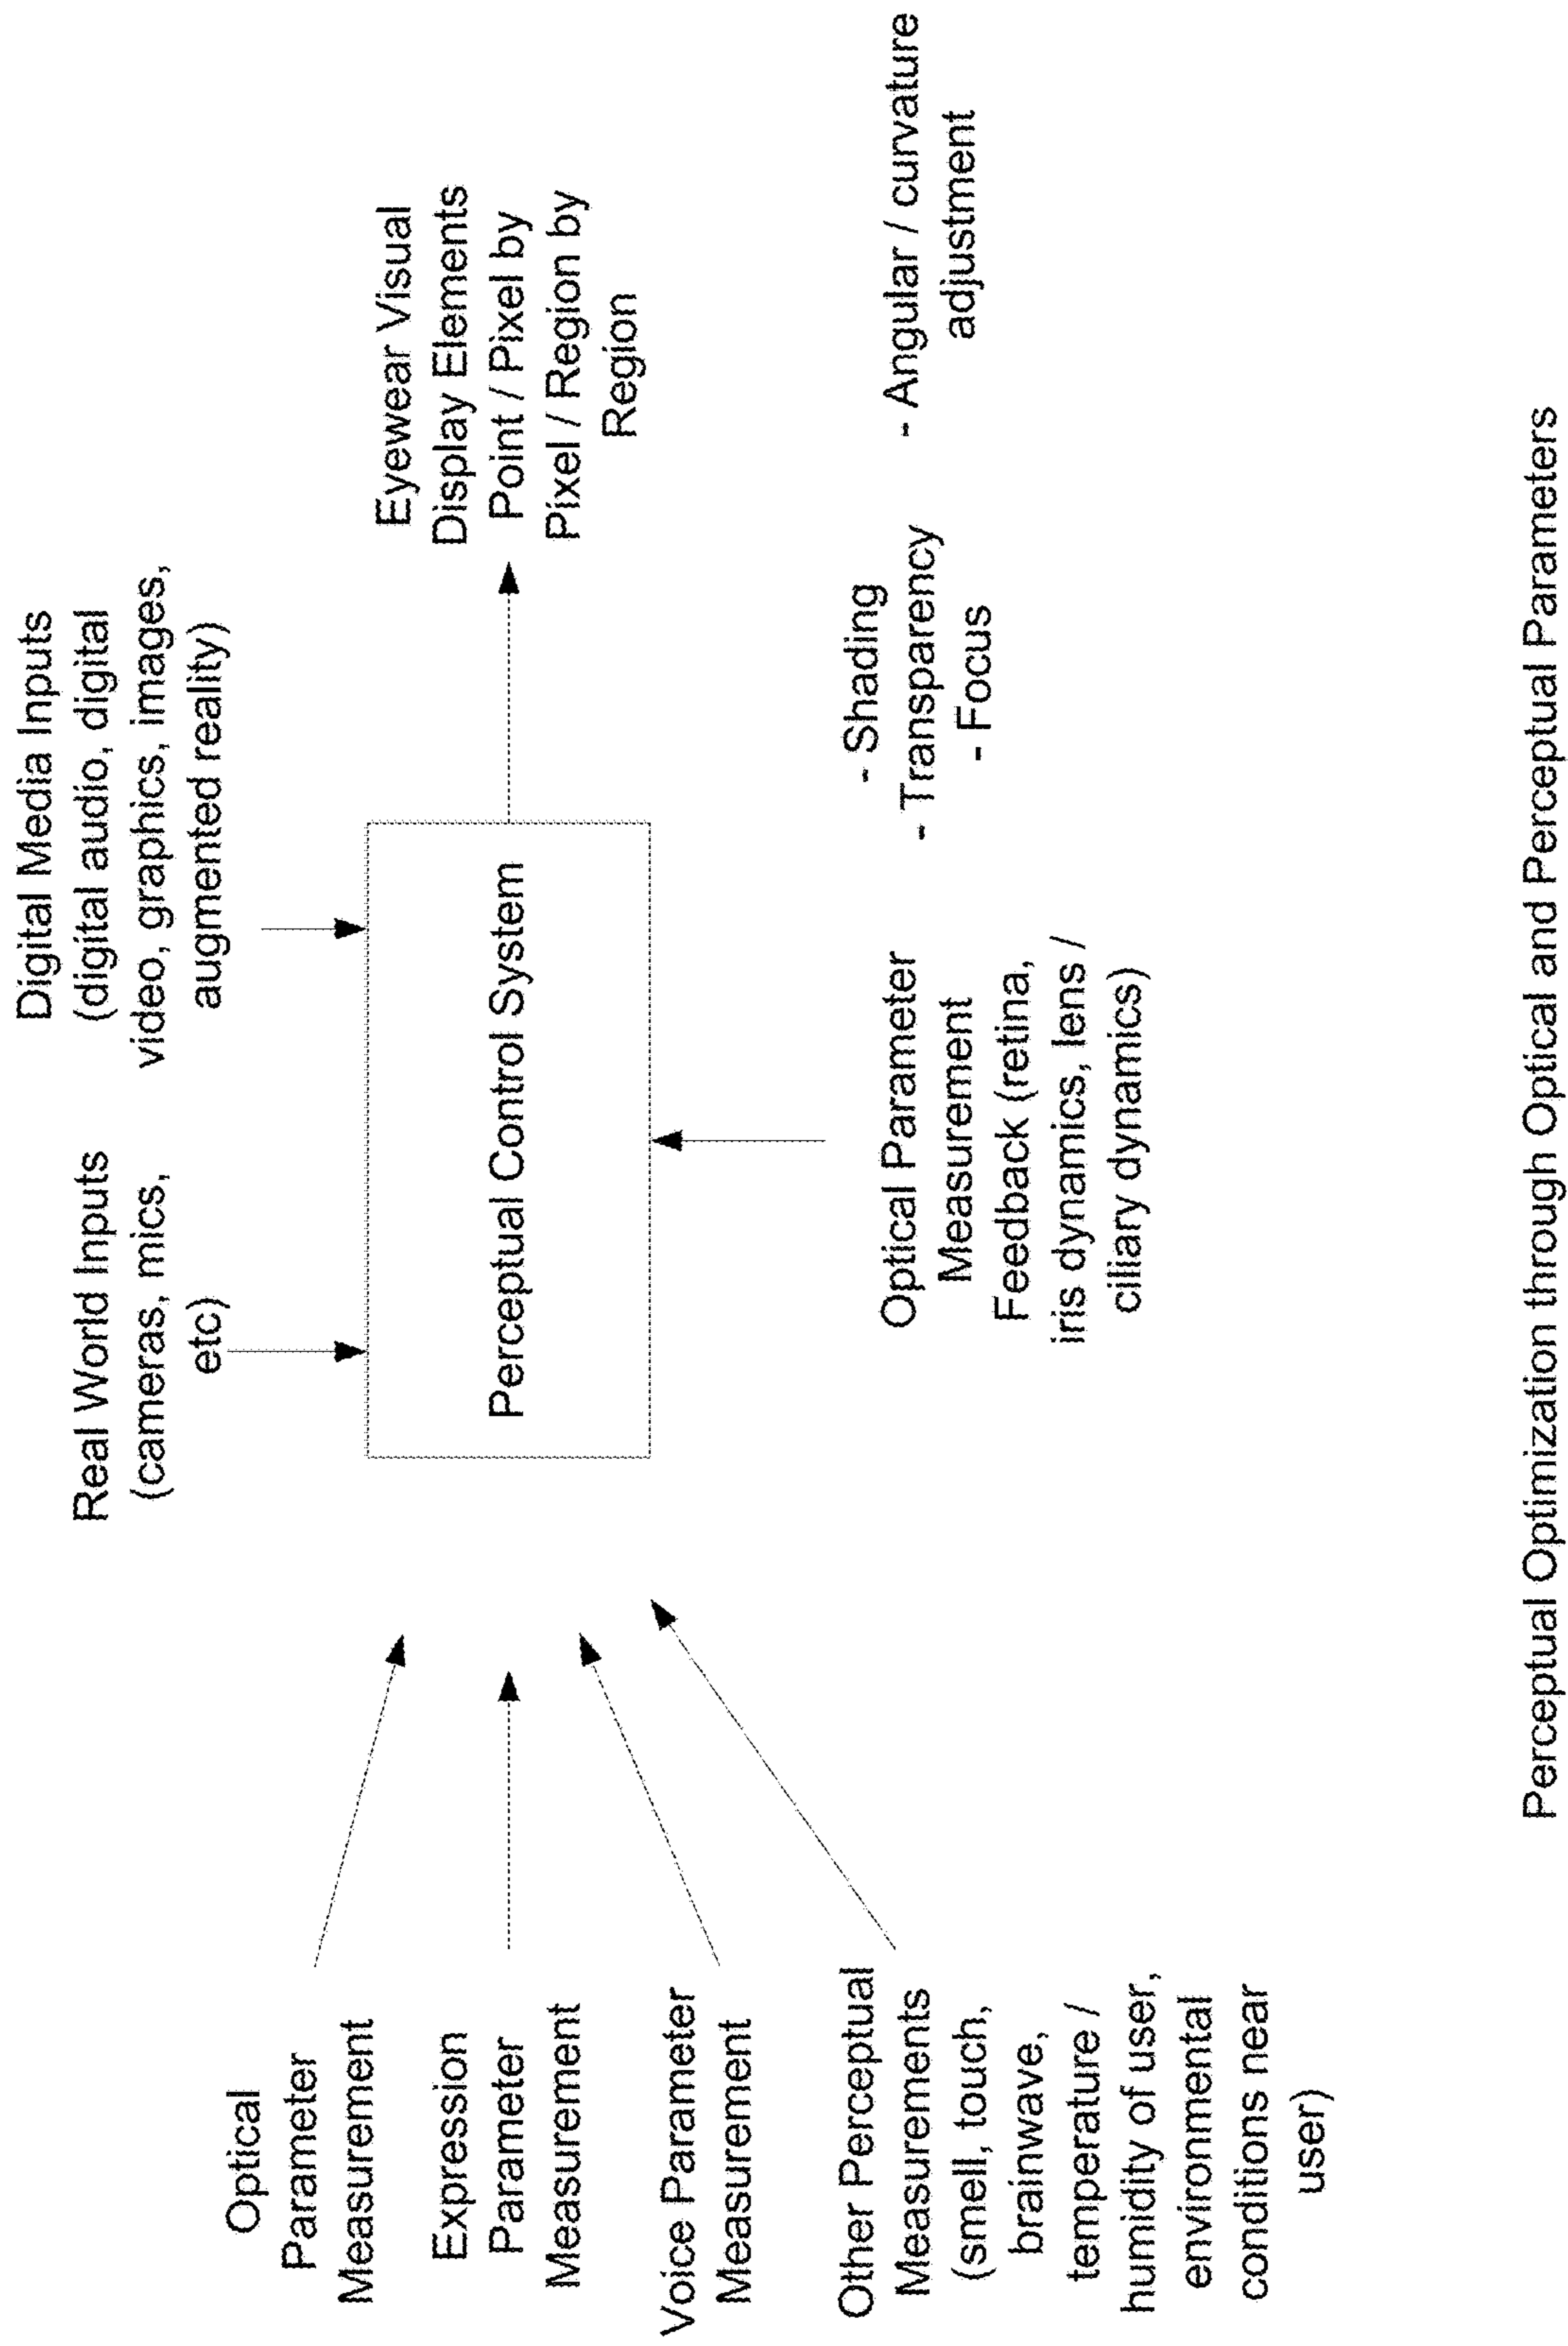 Digital Media Inputs
(digital audio, digital
video, graphics, images,
augmented reality)
Real World Inputs
(cameras, mics,
etc)
Optical
Parameter
Measurement
Expression
Parameter
Measurement
Voice Parameter
Measurement
Other Perceptual
Measurements
(smell, touch,
brainwave,
temperature /
humidity of user,
environmental
conditions near
user)
Perceptual Control System
Eyewear Visual
Display Elements
Point / Pixel by
Pixel / Region by
Region
Optical Parameter
Measurement
Feedback (retina,
iris dynamics, lens /
ciliary dynamics)
- Shading
- Transparency
- Focus
- Angular / curvature
adjustment
Perceptual Optimization through Optical and Perceptual Parameters